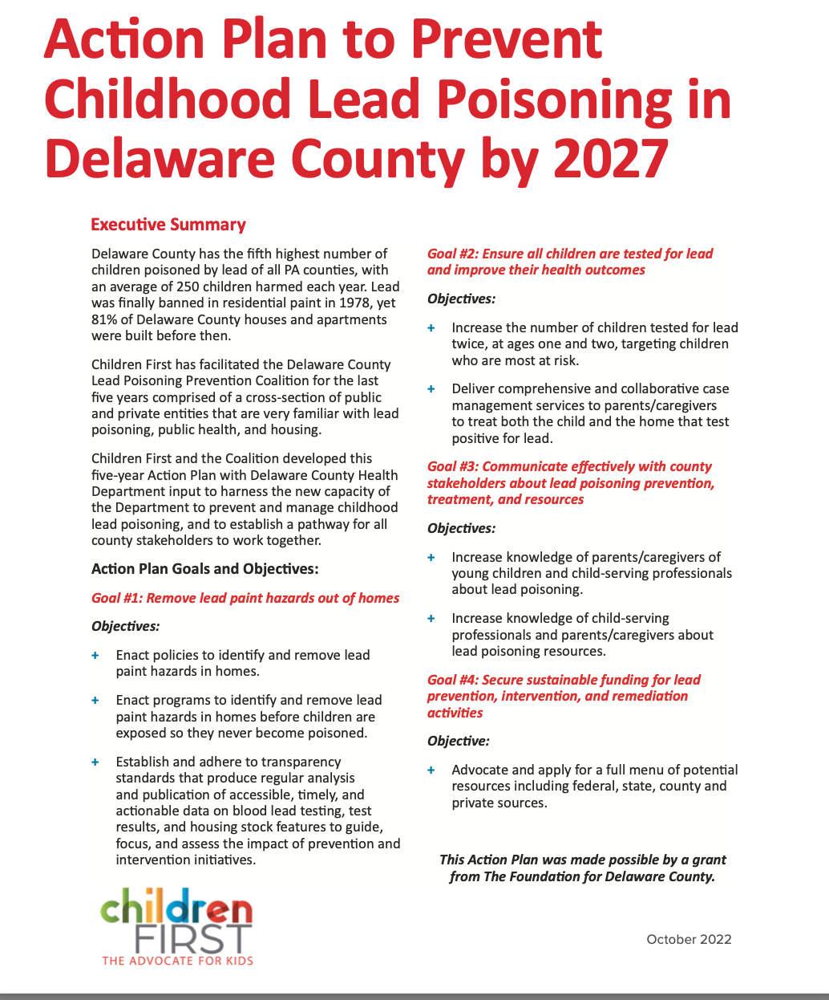 Action Plan to Prevent
Childhood Lead Poisoning in
Delaware County by 2027
Executive Summary
Delaware County has the fifth highest number of
children poisoned by lead of all PA counties, with
an average of 250 children harmed each year. Lead
was finally banned in residential paint in 1978, yet
81% of Delaware County houses and apartments
were built before then.
Children First has facilitated the Delaware County
Lead Poisoning Prevention Coalition for the last
five years comprised of a cross-section of public
and private entities that are very familiar with lead
poisoning, public health, and housing.
Children First and the Coalition developed this
five-year Action Plan with Delaware County Health
Department input to harness the new capacity of
the Department to prevent and manage childhood
lead poisoning, and to establish a pathway for all
county stakeholders to work together.
Action Plan Goals and Objectives:
Goal #1: Remove lead paint hazards out of homes
Objectives:
+ Enact policies to identify and remove lead
paint hazards in homes.
+ Enact programs to identify and remove lead
paint hazards in homes before children are
exposed so they never become poisoned.
+ Establish and adhere to transparency
standards that produce regular analysis
and publication of accessible, timely, and
actionable data on blood lead testing, test
results, and housing stock features to guide,
focus, and assess the impact of prevention and
intervention initiatives.
Goal #2: Ensure all children are tested for lead
and improve their health outcomes
Objectives:
+ Increase the number of children tested for lead
twice, at ages one and two, targeting children
who are most at risk.
+ Deliver comprehensive and collaborative case
management services to parents/caregivers
to treat both the child and the home that test
positive for lead.
Goal #3: Communicate effectively with county
stakeholders about lead poisoning prevention,
treatment, and resources
Objectives:
+ Increase knowledge of parents/caregivers of
young children and child-serving professionals
about lead poisoning.
+ Increase knowledge of child-serving
professionals and parents/caregivers about
lead poisoning resources.
Goal #4: Secure sustainable funding for lead
prevention, intervention, and remediation
activities
Objective:
+ Advocate and apply for a full menu of potential
resources including federal, state, county and
private sources.
This Action Plan was made possible by a grant
from The Foundation for Delaware County.
children
FIRST
THE ADVOCATE FOR KIDS
October 2022